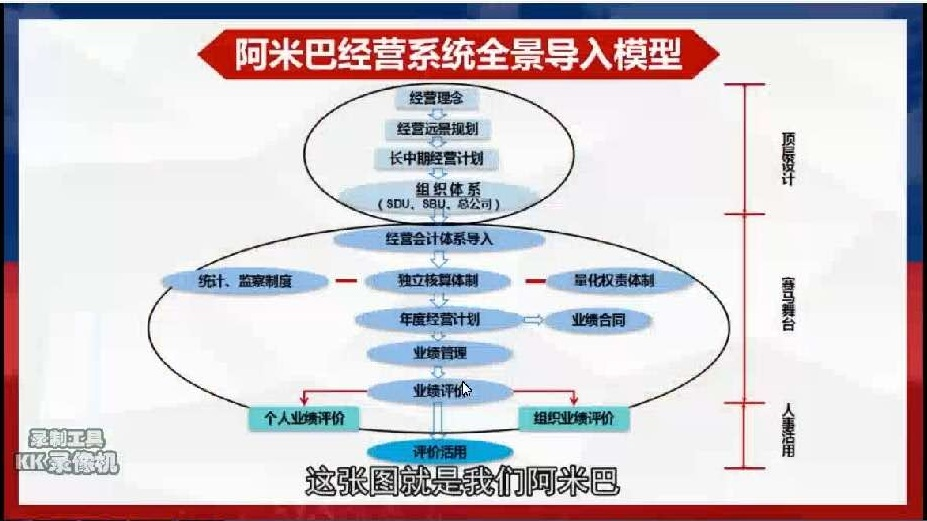 阿米巴经营系统全景导入模型
经营理念
经营远景规划
长中期经营计划
组织体系
（SDU、SBU、总公司）
顶层设计
经营会计体系导入
统计、监察制度
独立核算体制
量化权责体制
年度经营计划
业绩合同
业绩管理
业绩评价
赛马舞台
个人业绩评价
组织业绩评价
评价活用
人事活用
录制工具
KK录像机
这张图就是我们阿米巴